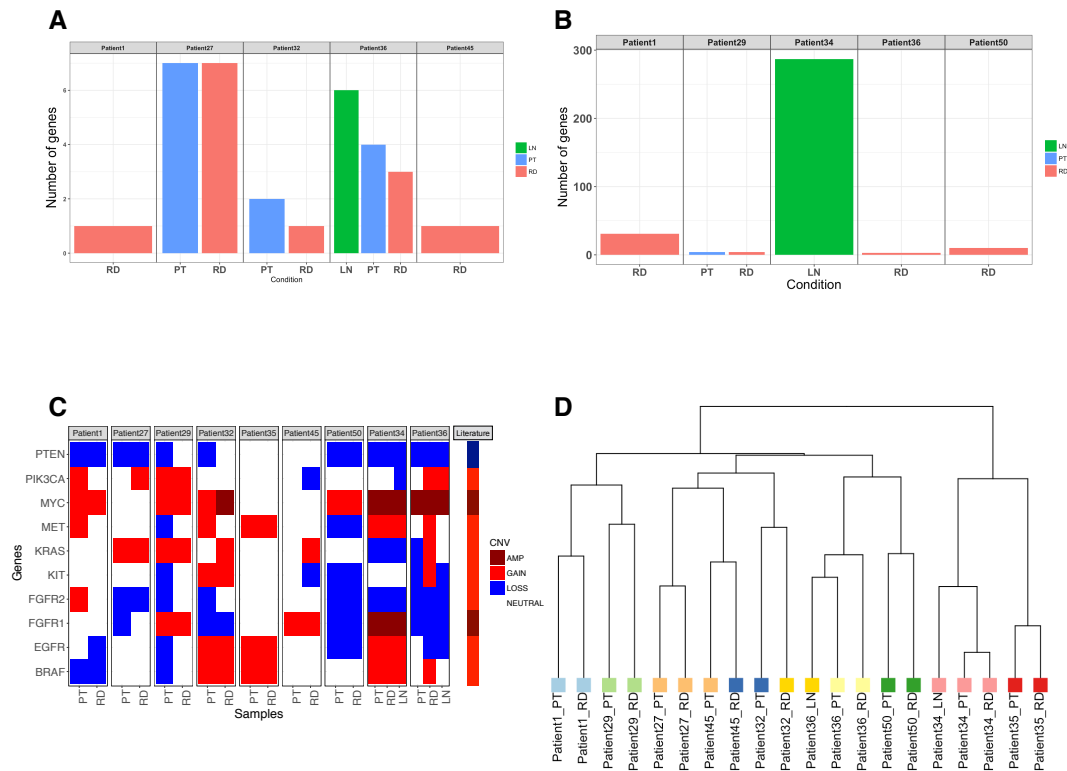 A
Patient1 Patient27 Patient32 Patient36 Patient45
Number of genes
6
4
2
0
RD PT RD PT RD LN PT RD RD
Condition
LN
PT
RD
B
Patient1 Patient29 Patient34 Patient36 Patient50
Number of genes
300
200
100
0
RD PT RD LN RD RD
Condition
LN
PT
RD
C
Patient1 Patient27 Patient29 Patient32 Patient35 Patient45 Patient50 Patient34 Patient36 Literature
Genes
PTEN
PIK3CA
MYC
MET
KRAS
KIT
FGFR2
FGFR1
EGFR
BRAF
PT RD PT RD PT RD PT RD PT RD PT RD PT RD PT RD LN PT RD LN
Samples
CNV
AMP
GAIN
LOSS
NEUTRAL
D
Patient1_PT
Patient1_RD
Patient29_PT
Patient29_RD
Patient27_PT
Patient27_RD
Patient45_PT
Patient45_RD
Patient32_PT
Patient32_RD
Patient36_LN
Patient36_PT
Patient36_RD
Patient50_PT
Patient50_RD
Patient34_LN
Patient34_PT
Patient34_RD
Patient35_PT
Patient35_RD